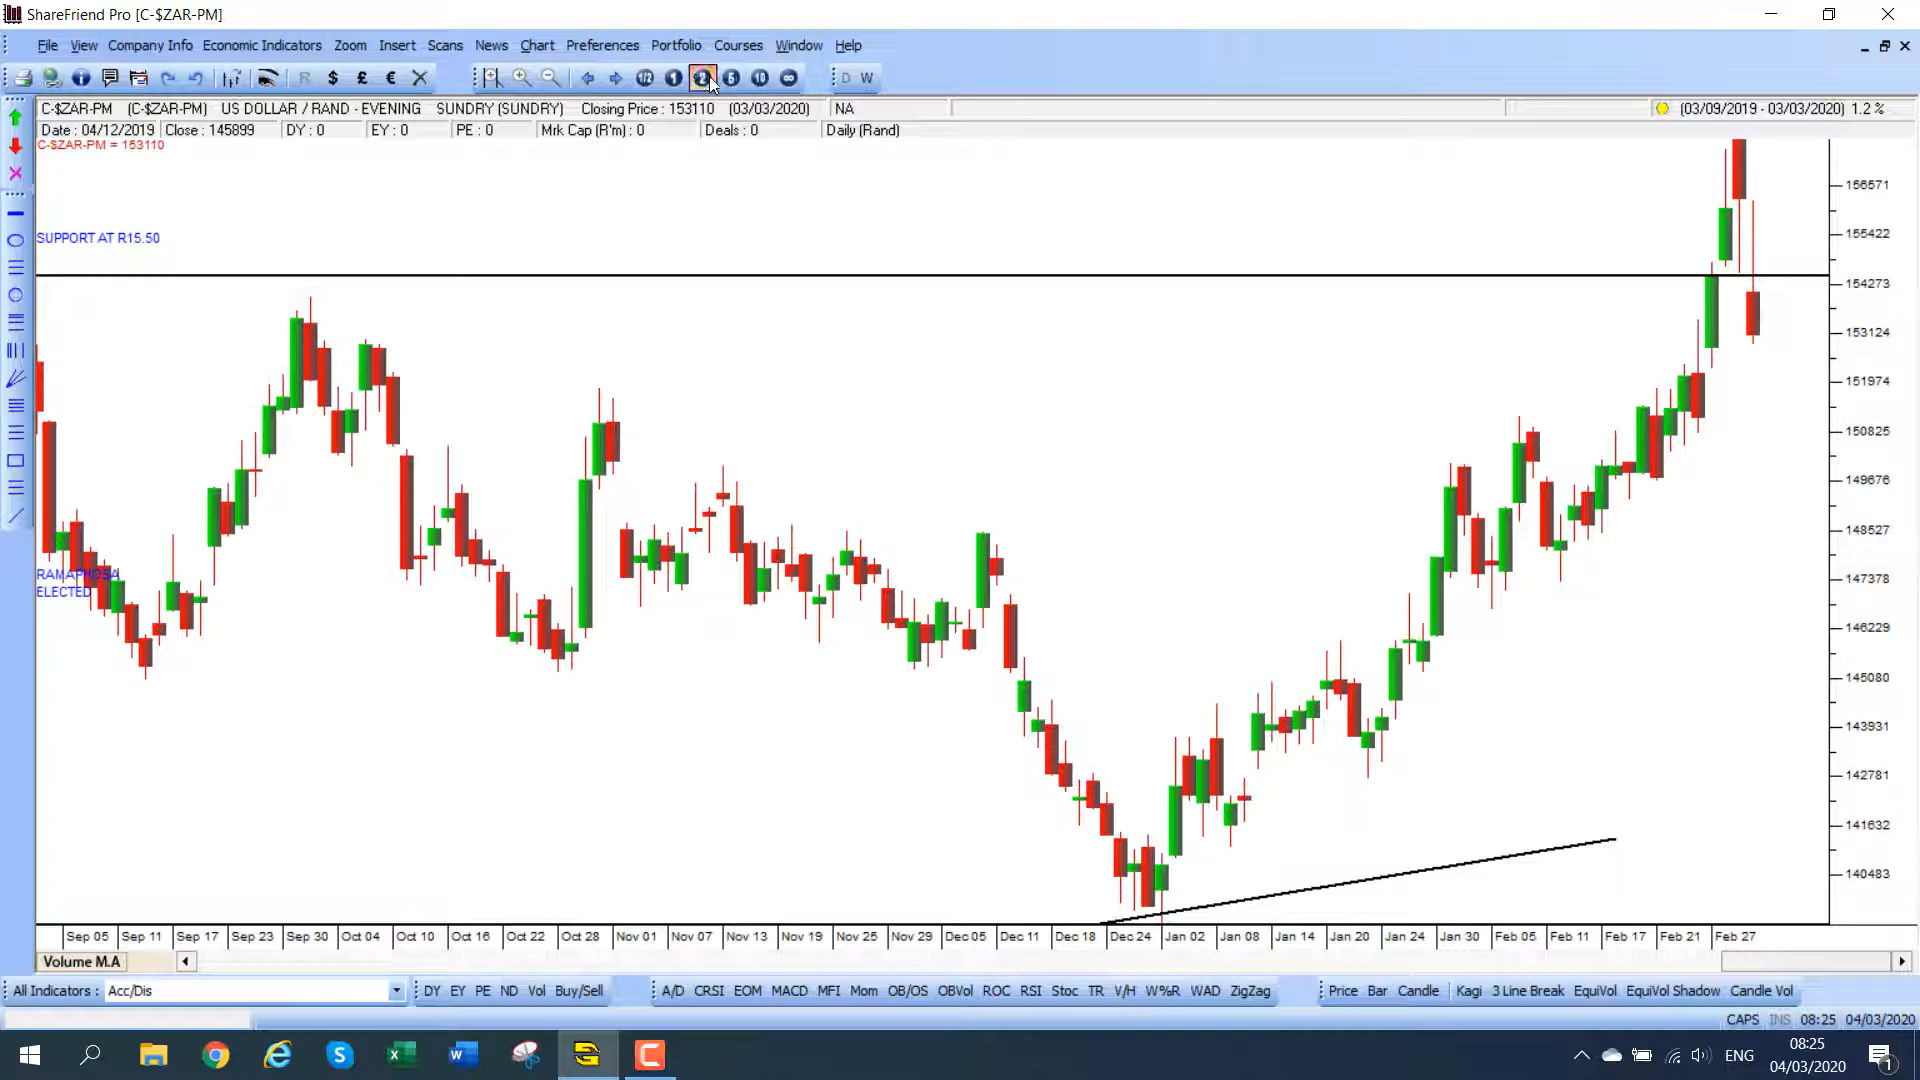 ShareFriend Pro [C-$ZAR-PM]
File View Company Info Economic Indicators Zoom Insert Scans News Chart Preferences Portfolio Courses Window Help
R $ £ € 1/2 1 2 5 10 ∞ D W
C-$ZAR-PM (C-$ZAR-PM) US DOLLAR / RAND - EVENING SUNDRY (SUNDRY) Closing Price : 153110 (03/03/2020) NA (03/09/2019 - 03/03/2020) 1.2 %
Date : 04/12/2019 Close : 145899 DY : 0 EY : 0 PE : 0 Mrk Cap (R'm) : 0 Deals : 0 Daily (Rand)
C-$ZAR-PM = 153110
156571
SUPPORT AT R15.50
155422
154273
153124
151974
150825
149676
148527
147378
RAMAPHOSA
ELECTED
146229
145080
143931
142781
141632
140483
Sep 05 Sep 11 Sep 17 Sep 23 Sep 30 Oct 04 Oct 10 Oct 16 Oct 22 Oct 28 Nov 01 Nov 07 Nov 13 Nov 19 Nov 25 Nov 29 Dec 05 Dec 11 Dec 18 Dec 24 Jan 02 Jan 08 Jan 14 Jan 20 Jan 24 Jan 30 Feb 05 Feb 11 Feb 17 Feb 21 Feb 27
Volume M.A
All Indicators : Acc/Dis DY EY PE ND Vol Buy/Sell A/D CRSI EOM MACD MFI Mom OB/OS OBVol ROC RSI Stoc TR V/H W%R WAD ZigZag Price Bar Candle Kagi 3 Line Break EquiVol EquiVol Shadow Candle Vol
CAPS INS 08:25 04/03/2020
ENG 08:25
04/03/2020 1